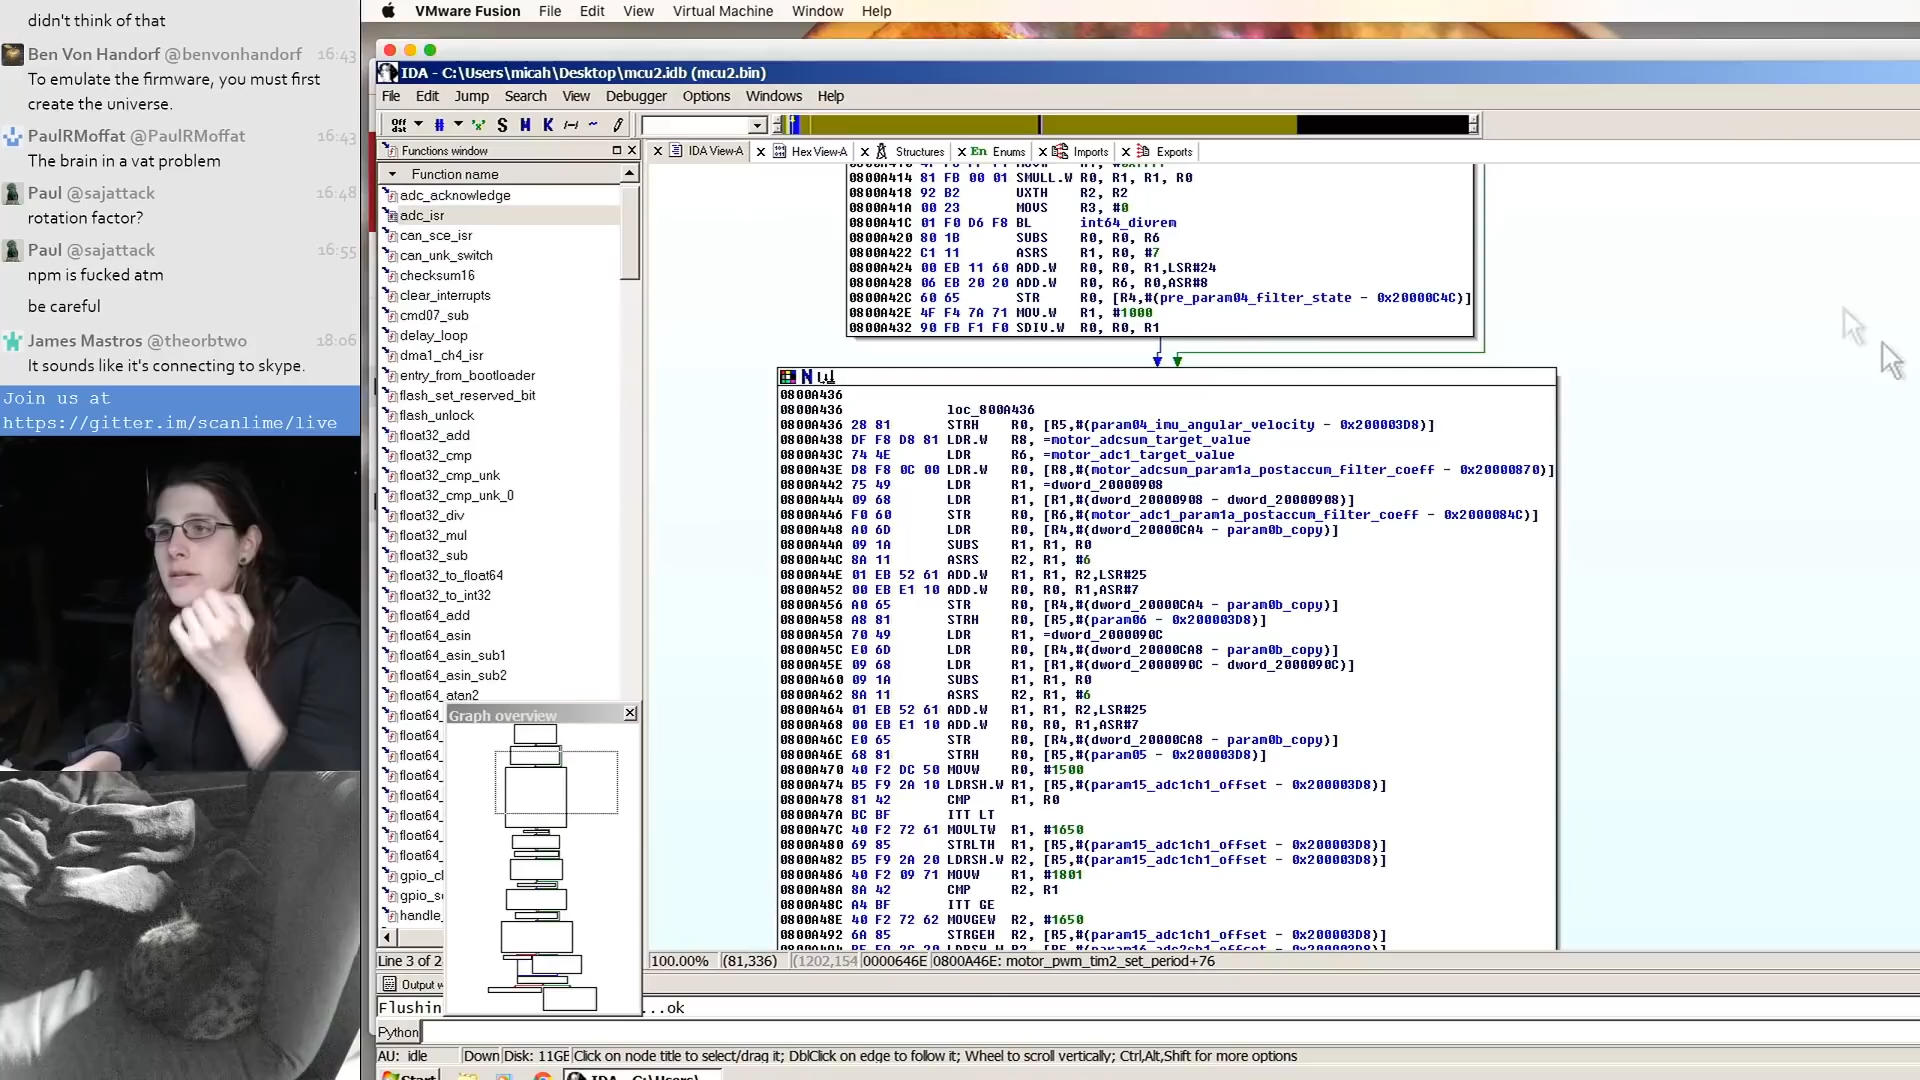 didn't think of that
Ben Von Handorf @benvonhandorf 16:43
To emulate the firmware, you must first
create the universe.
PaulRMoffat @PaulRMoffat 16:43
The brain in a vat problem
Paul @sajattack 16:48
rotation factor?
Paul @sajattack 16:55
npm is fucked atm
be careful
James Mastros @theorbtwo 18:06
It sounds like it's connecting to skype.
Join us at
https://gitter.im/scanlime/live
VMware Fusion File Edit View Virtual Machine Window Help
IDA - C:\Users\micah\Desktop\mcu2.idb (mcu2.bin)
File Edit Jump Search View Debugger Options Windows Help
Functions window
Function name
adc_acknowledge
adc_isr
can_sce_isr
can_unk_switch
checksum16
clear_interrupts
cmd07_sub
delay_loop
dma1_ch4_isr
entry_from_bootloader
flash_set_reserved_bit
flash_unlock
float32_add
float32_cmp
float32_cmp_unk
float32_cmp_unk_0
float32_div
float32_mul
float32_sub
float32_to_float64
float32_to_int32
float64_add
float64_asin
float64_asin_sub1
float64_asin_sub2
float64_atan2
float64_
float64_
float64_
float64_
float64_
float64_
float64_
float64_
gpio_cl
gpio_s
handle_
Graph overview
Line 3 of 2
IDA View-A Hex View-A Structures Enums Imports Exports
0800A414 81 FB 00 01 SMULL.W R0, R1, R1, R0
0800A418 92 B2 UXTH R2, R2
0800A41A 00 23 MOVS R3, #0
0800A41C 01 F0 D6 F8 BL int64_divrem
0800A420 80 1B SUBS R0, R0, R6
0800A422 C1 11 ASRS R1, R0, #7
0800A424 00 EB 11 60 ADD.W R0, R0, R1,LSR#24
0800A428 06 EB 20 20 ADD.W R0, R6, R0,ASR#8
0800A42C 60 65 STR R0, [R4,#(pre_param04_filter_state - 0x20000C4C)]
0800A42E 4F F4 7A 71 MOV.W R1, #1000
0800A432 90 FB F1 F0 SDIV.W R0, R0, R1
0800A436
0800A436 loc_800A436
0800A436 28 81 STRH R0, [R5,#(param04_imu_angular_velocity - 0x200003D8)]
0800A438 DF F8 D8 81 LDR.W R8, =motor_adcsum_target_value
0800A43C 74 4E LDR R6, =motor_adc1_target_value
0800A43E D8 F8 0C 00 LDR.W R0, [R8,#(motor_adcsum_param1a_postaccum_filter_coeff - 0x20000870)]
0800A442 75 49 LDR R1, =dword_20000908
0800A444 09 68 LDR R1, [R1,#(dword_20000908 - dword_20000908)]
0800A446 F0 60 STR R0, [R6,#(motor_adc1_param1a_postaccum_filter_coeff - 0x2000084C)]
0800A448 A0 6D LDR R0, [R4,#(dword_20000CA4 - param0b_copy)]
0800A44A 09 1A SUBS R1, R1, R0
0800A44C 8A 11 ASRS R2, R1, #6
0800A44E 01 EB 52 61 ADD.W R1, R1, R2,LSR#25
0800A452 00 EB E1 10 ADD.W R0, R0, R1,ASR#7
0800A456 A0 65 STR R0, [R4,#(dword_20000CA4 - param0b_copy)]
0800A458 A8 81 STRH R0, [R5,#(param06 - 0x200003D8)]
0800A45A 70 49 LDR R1, =dword_2000090C
0800A45C E0 6D LDR R0, [R4,#(dword_20000CA8 - param0b_copy)]
0800A45E 09 68 LDR R1, [R1,#(dword_2000090C - dword_2000090C)]
0800A460 09 1A SUBS R1, R1, R0
0800A462 8A 11 ASRS R2, R1, #6
0800A464 01 EB 52 61 ADD.W R1, R1, R2,LSR#25
0800A468 00 EB E1 10 ADD.W R0, R0, R1,ASR#7
0800A46C E0 65 STR R0, [R4,#(dword_20000CA8 - param0b_copy)]
0800A46E 68 81 STRH R0, [R5,#(param05 - 0x200003D8)]
0800A470 40 F2 DC 50 MOVW R0, #1500
0800A474 B5 F9 2A 10 LDRSH.W R1, [R5,#(param15_adc1ch1_offset - 0x200003D8)]
0800A478 81 42 CMP R1, R0
0800A47A BC BF ITT LT
0800A47C 40 F2 72 61 MOVLTW R1, #1650
0800A480 69 85 STRLTH R1, [R5,#(param15_adc1ch1_offset - 0x200003D8)]
0800A482 B5 F9 2A 20 LDRSH.W R2, [R5,#(param15_adc1ch1_offset - 0x200003D8)]
0800A486 40 F2 09 71 MOVW R1, #1801
0800A48A 8A 42 CMP R2, R1
0800A48C A4 BF ITT GE
0800A48E 40 F2 72 62 MOVGEW R2, #1650
0800A492 6A 85 STRGEH R2, [R5,#(param15_adc1ch1_offset - 0x200003D8)]
100.00% (81,336) (1202,154 0000646E 0800A46E: motor_pwm_tim2_set_period+76
Output w
Flushin ...ok
Python
AU: idle Down Disk: 11GB Click on node title to select/drag it; DblClick on edge to follow it; Wheel to scroll vertically; Ctrl,Alt,Shift for more options
Start IDA - C:\Users\...